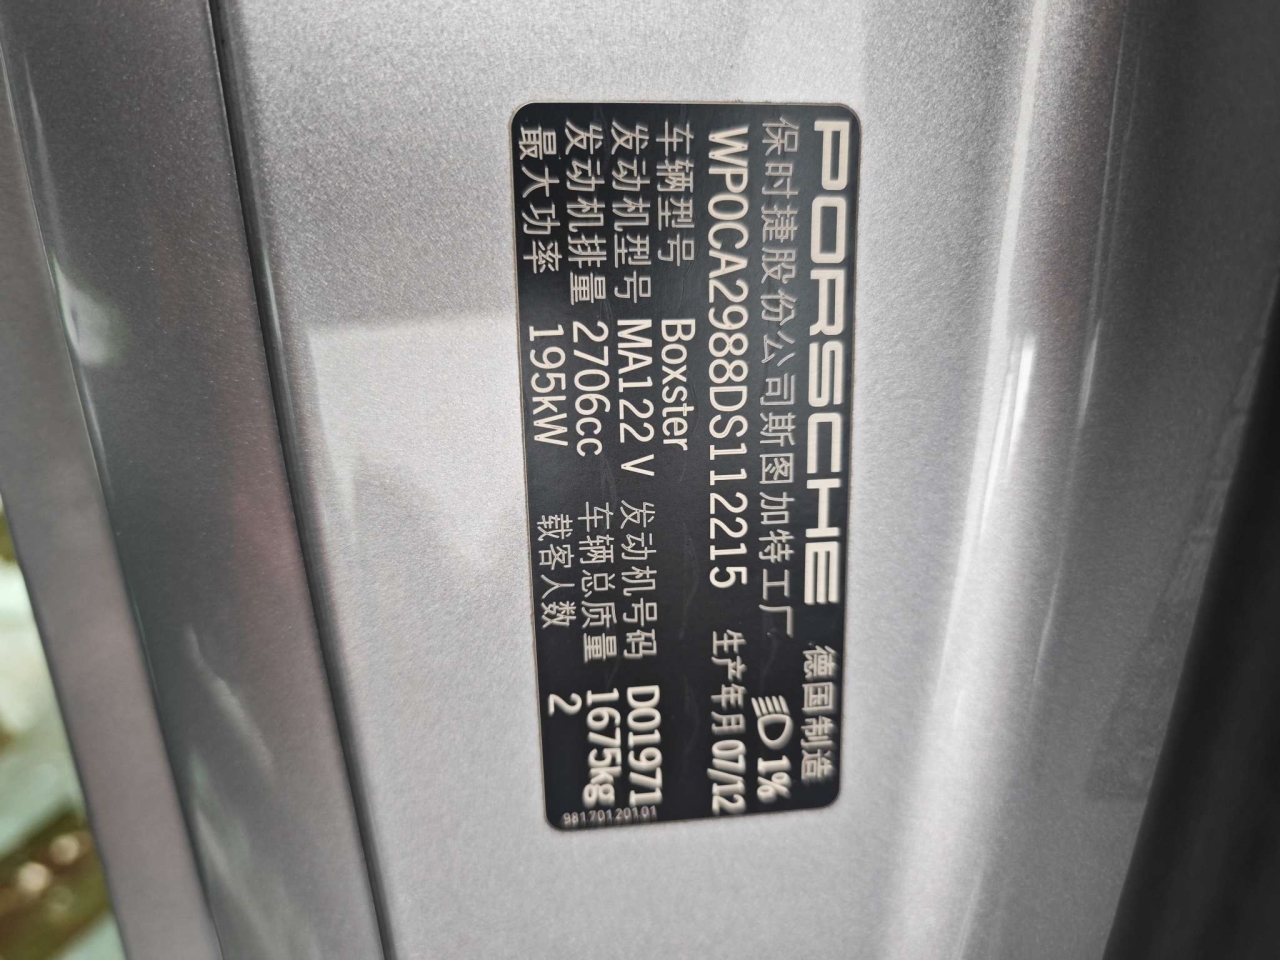 PORSCHE 德国制造
保时捷股份公司斯图加特工厂 1%
WP0CA2988DS112215 生产年月 07/12
车辆型号 Boxster
发动机型号 MA122 V 发动机号码 D01971
发动机排量 2706cc 车辆总质量 1675kg
最大功率 195kW 载客人数 2
98170120101